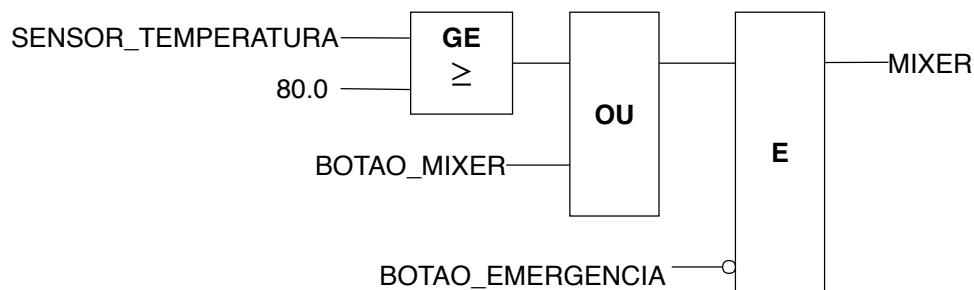 SENSOR_TEMPERATURA
GE
≥
80.0
OU
BOTAO_MIXER
E
MIXER
BOTAO_EMERGENCIA